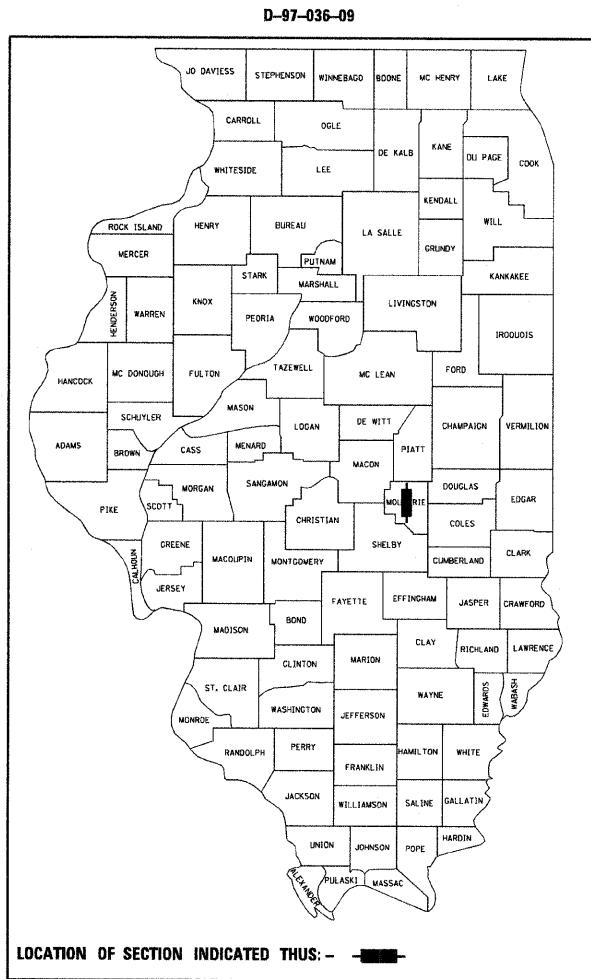 D-97-036-09
JO DAVIESS
STEPHENSON
WINNEBAGO
BOONE
MC HENRY
LAKE
CARROLL
OGLE
DE KALB
KANE
DU PAGE
COOK
WHITESIDE
LEE
KENDALL
WILL
ROCK ISLAND
HENRY
BUREAU
LA SALLE
GRUNDY
MERCER
PUTNAM
KANKAKEE
STARK
MARSHALL
HENDERSON
WARREN
KNOX
PEORIA
WOODFORD
LIVINGSTON
IROQUOIS
HANCOCK
MC DONOUGH
FULTON
TAZEWELL
MC LEAN
FORD
SCHUYLER
MASON
LOGAN
DE WITT
CHAMPAIGN
VERMILION
ADAMS
BROWN
CASS
MENARD
PIATT
MACON
PIKE
SCOTT
MORGAN
SANGAMON
CHRISTIAN
MOU RIE
DOUGLAS
EDGAR
COLES
SHELBY
CALHOUN
GREENE
MACOUPIN
MONTGOMERY
CUMBERLAND
CLARK
JERSEY
FAYETTE
EFFINGHAM
JASPER
CRAWFORD
MADISON
BOND
CLAY
RICHLAND
LAWRENCE
MARION
CLINTON
ST. CLAIR
WAYNE
EDWARDS
WABASH
WASHINGTON
JEFFERSON
MONROE
RANDOLPH
PERRY
HAMILTON
WHITE
FRANKLIN
JACKSON
WILLIAMSON
SALINE
GALLATIN
UNION
JOHNSON
POPE
HARDIN
ALEXANDER
PULASKI
MASSAC
LOCATION OF SECTION INDICATED THUS: -